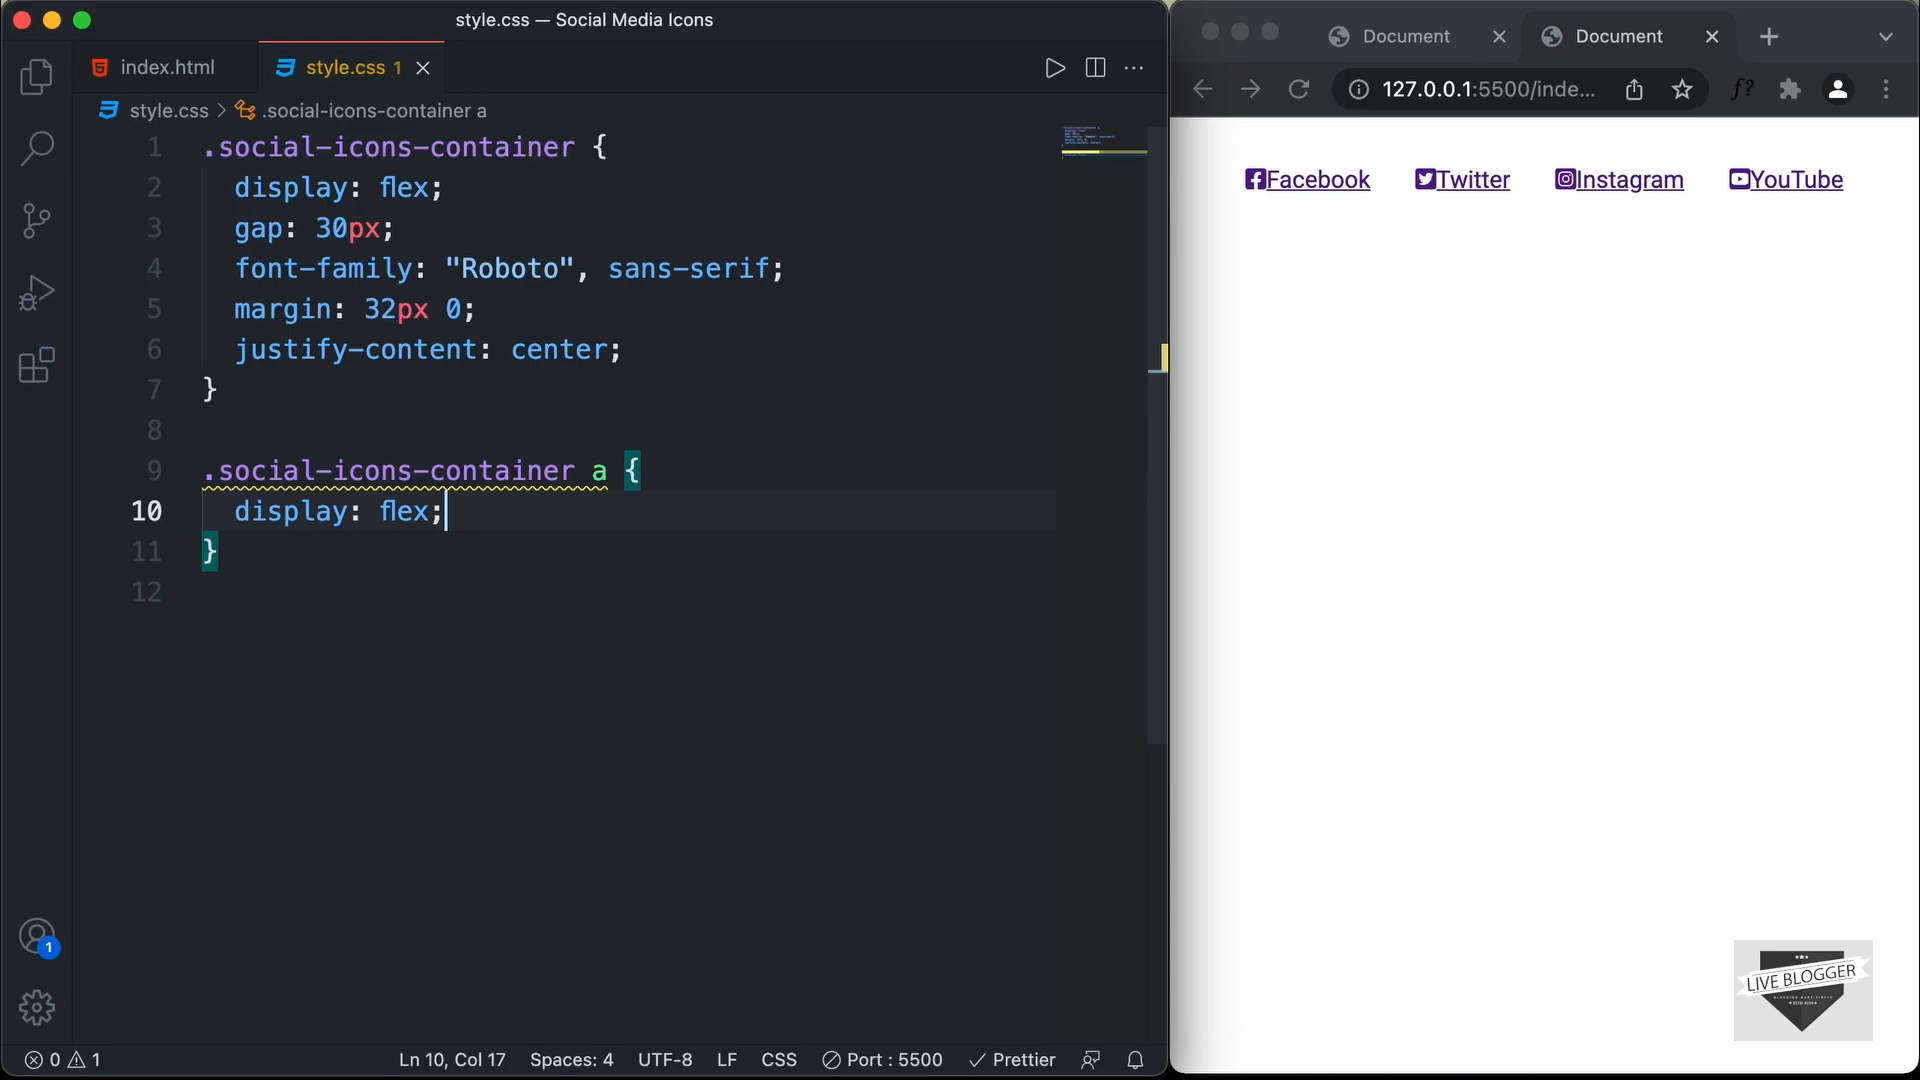 style.css — Social Media Icons
index.html
style.css 1
style.css > .social-icons-container a
1 .social-icons-container {
2 display: flex;
3 gap: 30px;
4 font-family: "Roboto", sans-serif;
5 margin: 32px 0;
6 justify-content: center;
7 }
8
9 .social-icons-container a {
10 display: flex;
11 }
12
1
0 1
Ln 10, Col 17 Spaces: 4 UTF-8 LF CSS Port : 5500 Prettier
Document
Document
127.0.0.1:5500/inde...
f?
Facebook Twitter Instagram YouTube
LIVE BLOGGER